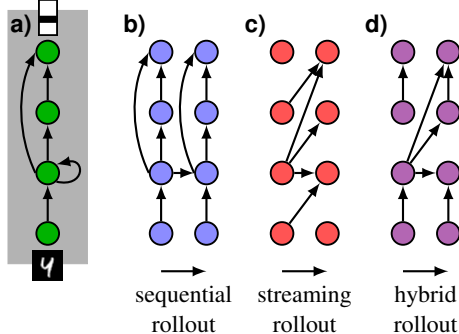 a) b) c) d)
4
sequential streaming hybrid
rollout rollout rollout